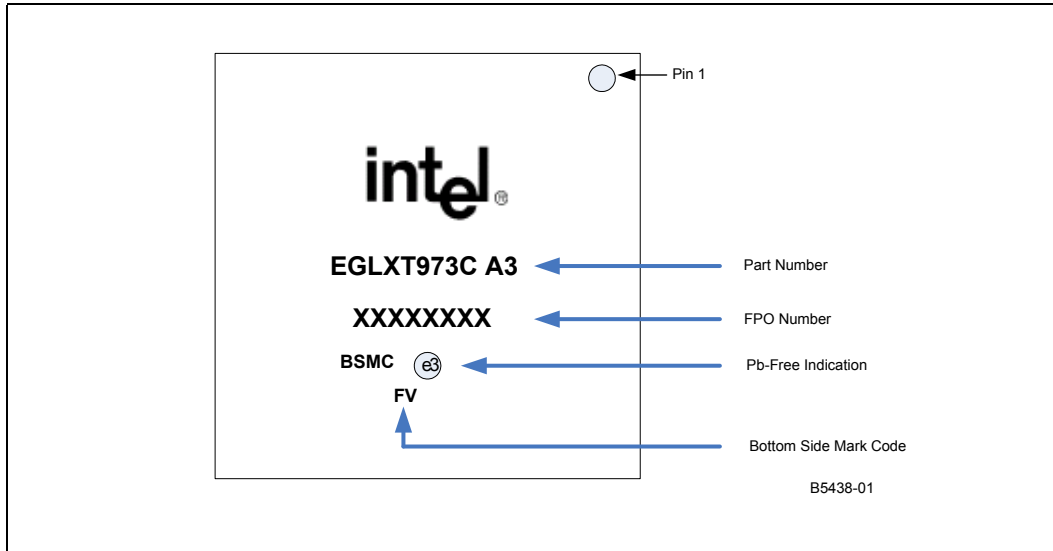 Pin 1
intel®
EGLXT973C A3
Part Number
XXXXXXXX
FPO Number
BSMC e3
Pb-Free Indication
FV
Bottom Side Mark Code
B5438-01